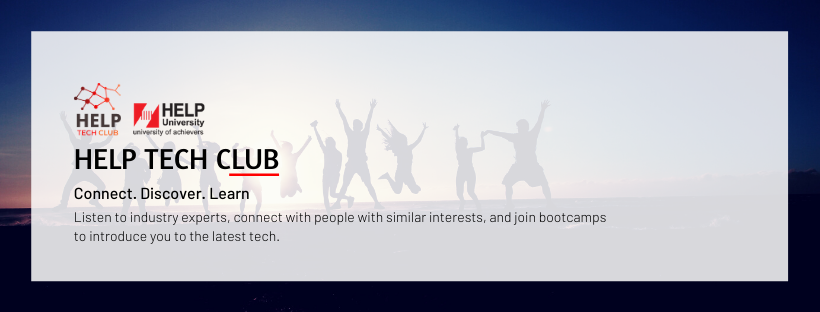 HELP
TECH CLUB
HELP
University
university of achievers
HELP TECH CLUB
Connect. Discover. Learn
Listen to industry experts, connect with people with similar interests, and join bootcamps
to introduce you to the latest tech.